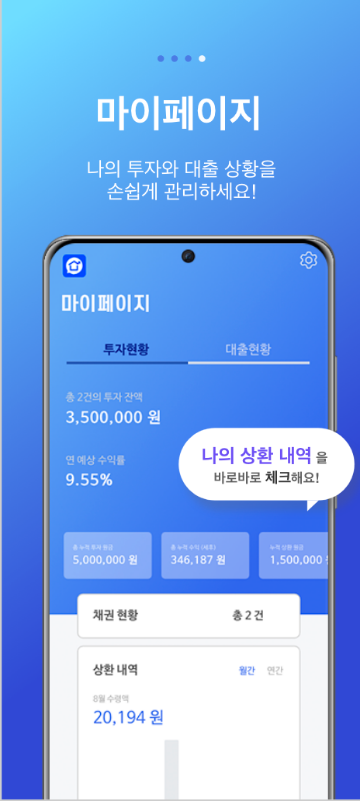 마이페이지
나의 투자와 대출 상황을
손쉽게 관리하세요!
마이페이지
투자현황 대출현황
총 2건의 투자 잔액
3,500,000 원
나의 상환 내역 을
바로바로 체크해요!
연 예상 수익률
9.55%
총 누적 투자 원금 총 누적 수익 (세후) 누적 상환 원금
5,000,000 원 346,187 원 1,500,000
채권 현황 총 2 건
상환 내역 월간 연간
8월 수령액
20,194 원